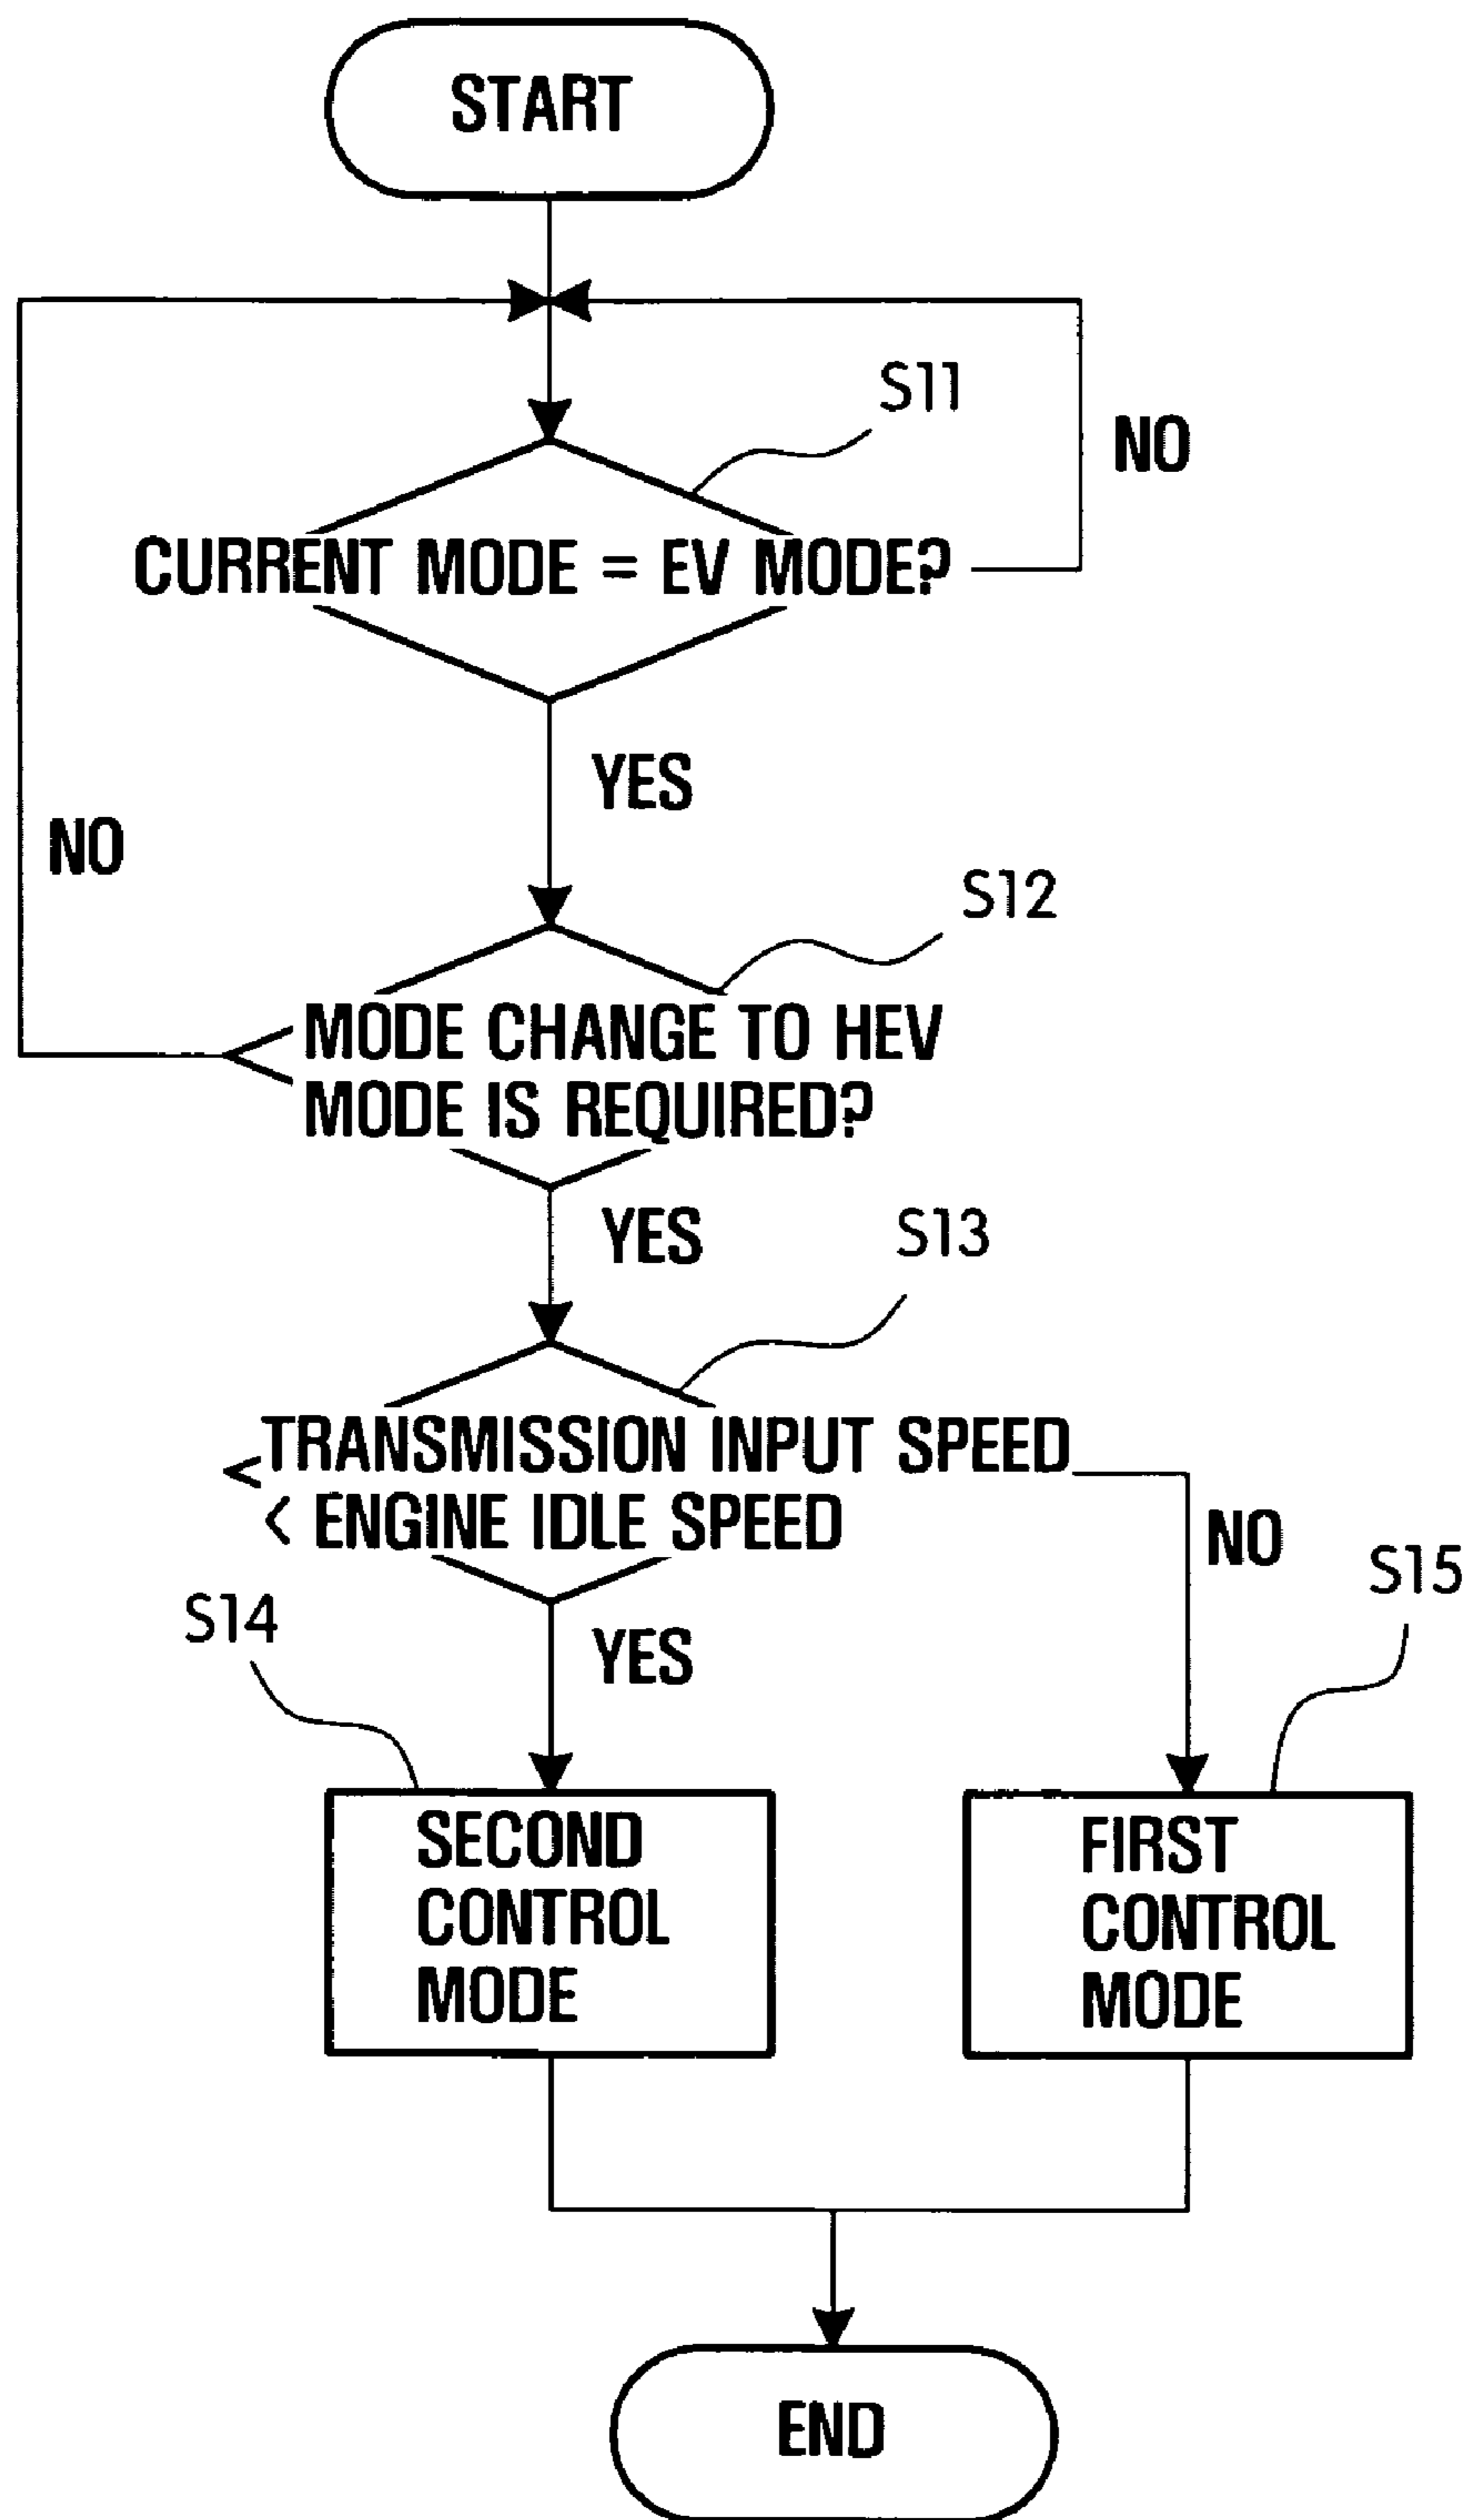 START
S11
NO
CURRENT MODE = EV MODE?
YES
NO
S12
MODE CHANGE TO HEV
MODE IS REQUIRED?
YES
S13
TRANSMISSION INPUT SPEED
< ENGINE IDLE SPEED
NO
S15
S14
YES
SECOND
CONTROL
MODE
FIRST
CONTROL
MODE
END